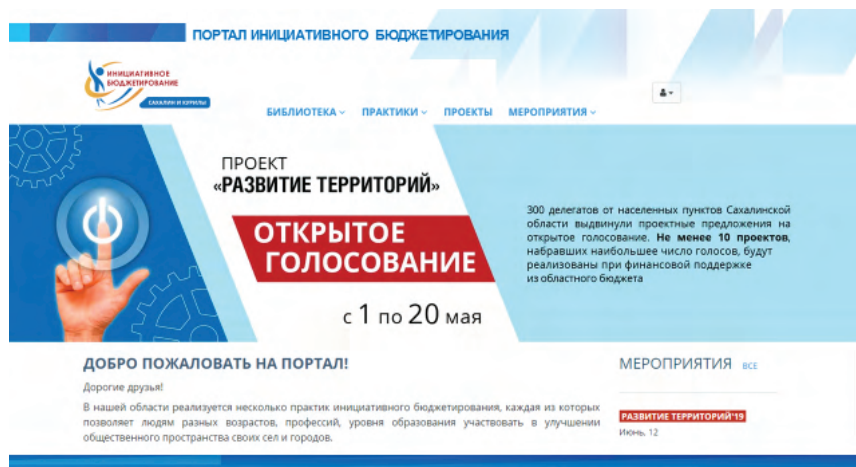 ПОРТАЛ ИНИЦИАТИВНОГО БЮДЖЕТИРОВАНИЯ
ИНИЦИАТИВНОЕ
БЮДЖЕТИРОВАНИЕ
САХАЛИН И КУРИЛЫ
БИБЛИОТЕКА ПРАКТИКИ ПРОЕКТЫ МЕРОПРИЯТИЯ
ПРОЕКТ
«РАЗВИТИЕ ТЕРРИТОРИЙ»
ОТКРЫТОЕ
ГОЛОСОВАНИЕ
с 1 по 20 мая
300 делегатов от населенных пунктов Сахалинской
области выдвинули проектные предложения на
открытое голосование. Не менее 10 проектов,
набравших наибольшее число голосов, будут
реализованы при финансовой поддержке
из областного бюджета
ДОБРО ПОЖАЛОВАТЬ НА ПОРТАЛ!
Дорогие друзья!
В нашей области реализуется несколько практик инициативного бюджетирования, каждая из которых
позволяет людям разных возрастов, профессий, уровня образования участвовать в улучшении
общественного пространства своих сел и городов.
МЕРОПРИЯТИЯ ВСЕ
РАЗВИТИЕ ТЕРРИТОРИЙ'19
Июнь, 12